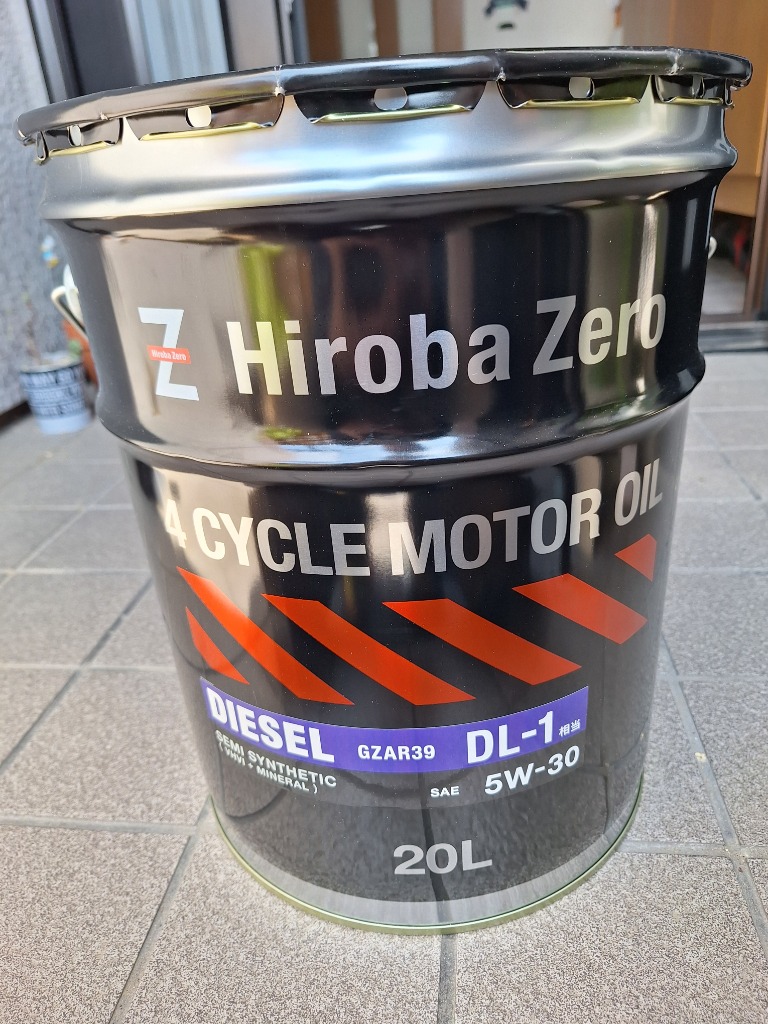 Z
Hiroba Zero
Hiroba Zero
4 CYCLE MOTOR OIL
DIESEL GZAR39 DL-1 相当
SEMI SYNTHETIC
( VHVI + MINERAL )
SAE 5W-30
20L